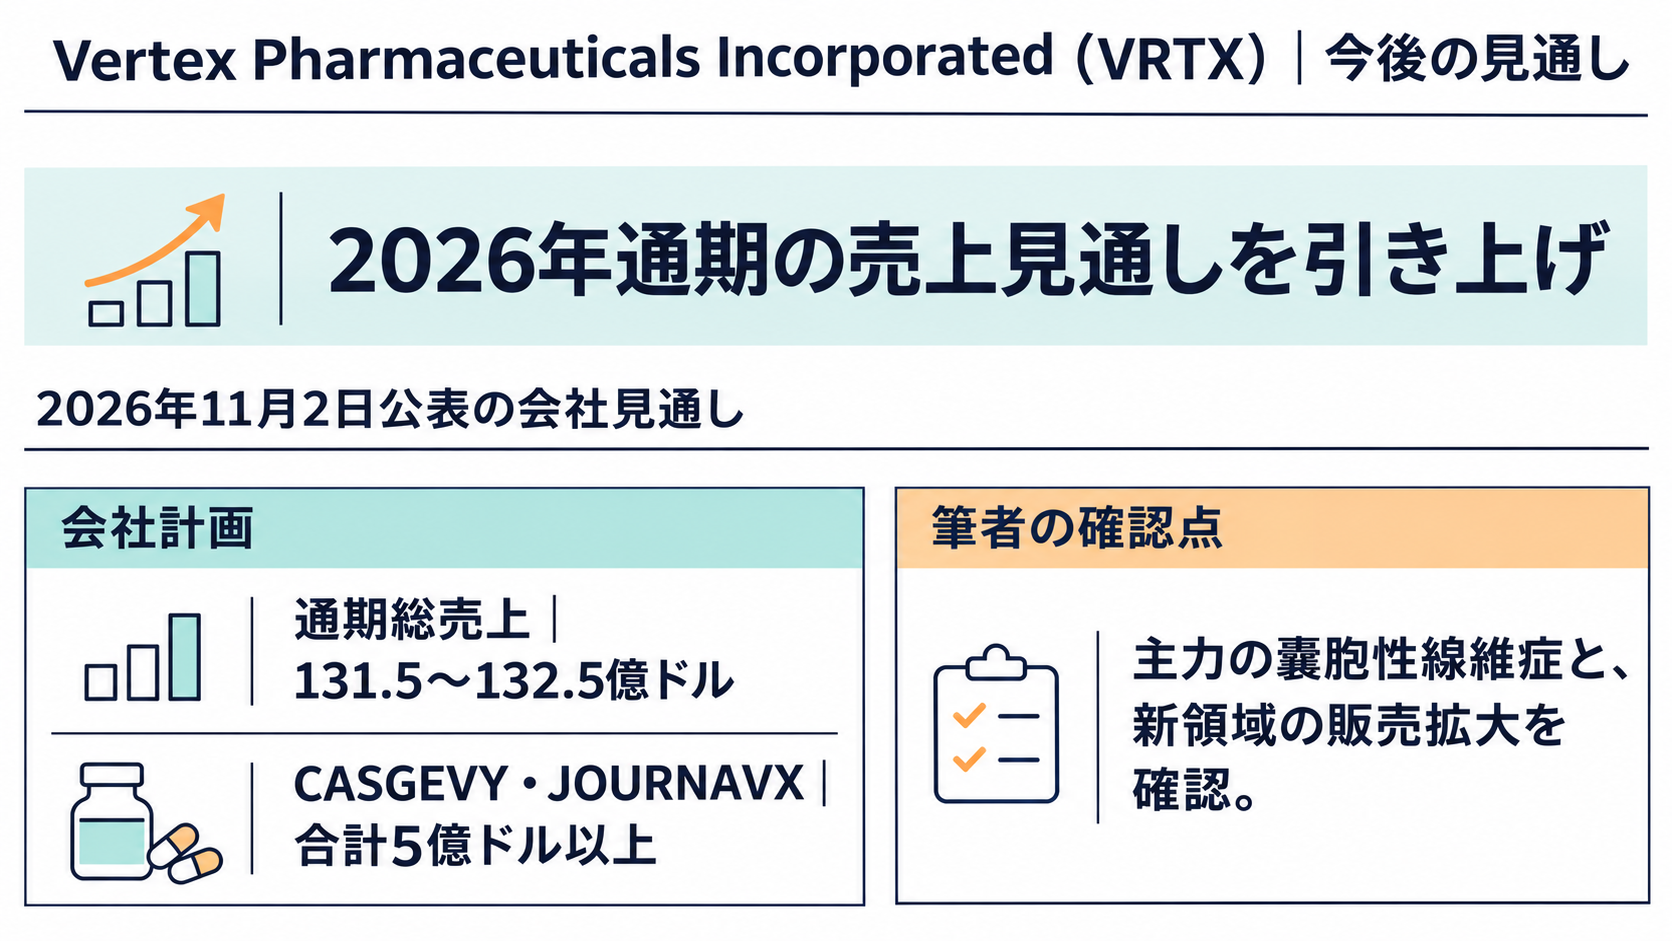 Vertex Pharmaceuticals Incorporated (VRTX)｜今後の見通し
2026年通期の売上見通しを引き上げ
2026年11月2日公表の会社見通し
会社計画
通期総売上｜
131.5～132.5億ドル
CASGEVY・JOURNAVX｜
合計5億ドル以上
筆者の確認点
主力の嚢胞性線維症と、
新領域の販売拡大を
確認。